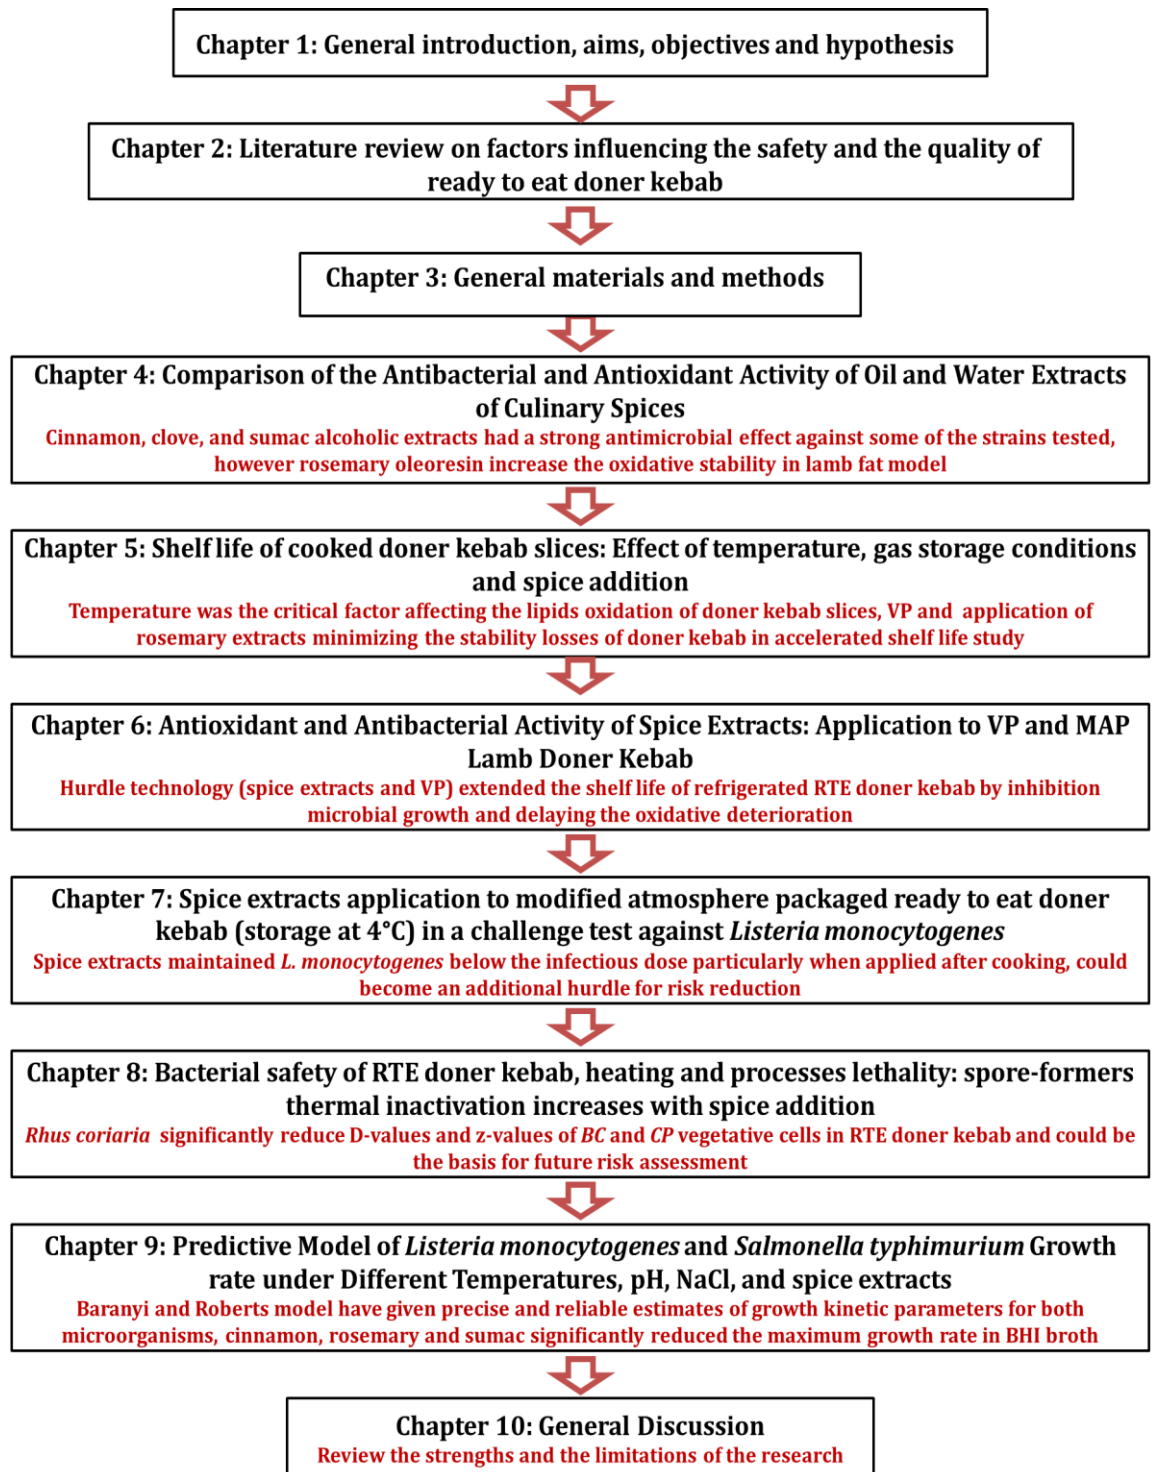 Chapter 1: General introduction, aims, objectives and hypothesis
Chapter 2: Literature review on factors influencing the safety and the quality of
ready to eat doner kebab
Chapter 3: General materials and methods
Chapter 4: Comparison of the Antibacterial and Antioxidant Activity of Oil and Water Extracts
of Culinary Spices
Cinnamon, clove, and sumac alcoholic extracts had a strong antimicrobial effect against some of the strains tested,
however rosemary oleoresin increase the oxidative stability in lamb fat model
Chapter 5: Shelf life of cooked doner kebab slices: Effect of temperature, gas storage conditions
and spice addition
Temperature was the critical factor affecting the lipids oxidation of doner kebab slices, VP and application of
rosemary extracts minimizing the stability losses of doner kebab in accelerated shelf life study
Chapter 6: Antioxidant and Antibacterial Activity of Spice Extracts: Application to VP and MAP
Lamb Doner Kebab
Hurdle technology (spice extracts and VP) extended the shelf life of refrigerated RTE doner kebab by inhibition
microbial growth and delaying the oxidative deterioration
Chapter 7: Spice extracts application to modified atmosphere packaged ready to eat doner
kebab (storage at 4°C) in a challenge test against Listeria monocytogenes
Spice extracts maintained L. monocytogenes below the infectious dose particularly when applied after cooking, could
become an additional hurdle for risk reduction
Chapter 8: Bacterial safety of RTE doner kebab, heating and processes lethality: spore-formers
thermal inactivation increases with spice addition
Rhus coriaria significantly reduce D-values and z-values of BC and CP vegetative cells in RTE doner kebab and could be
the basis for future risk assessment
Chapter 9: Predictive Model of Listeria monocytogenes and Salmonella typhimurium Growth
rate under Different Temperatures, pH, NaCl, and spice extracts
Baranyi and Roberts model have given precise and reliable estimates of growth kinetic parameters for both
microorganisms, cinnamon, rosemary and sumac significantly reduced the maximum growth rate in BHI broth
Chapter 10: General Discussion
Review the strengths and the limitations of the research